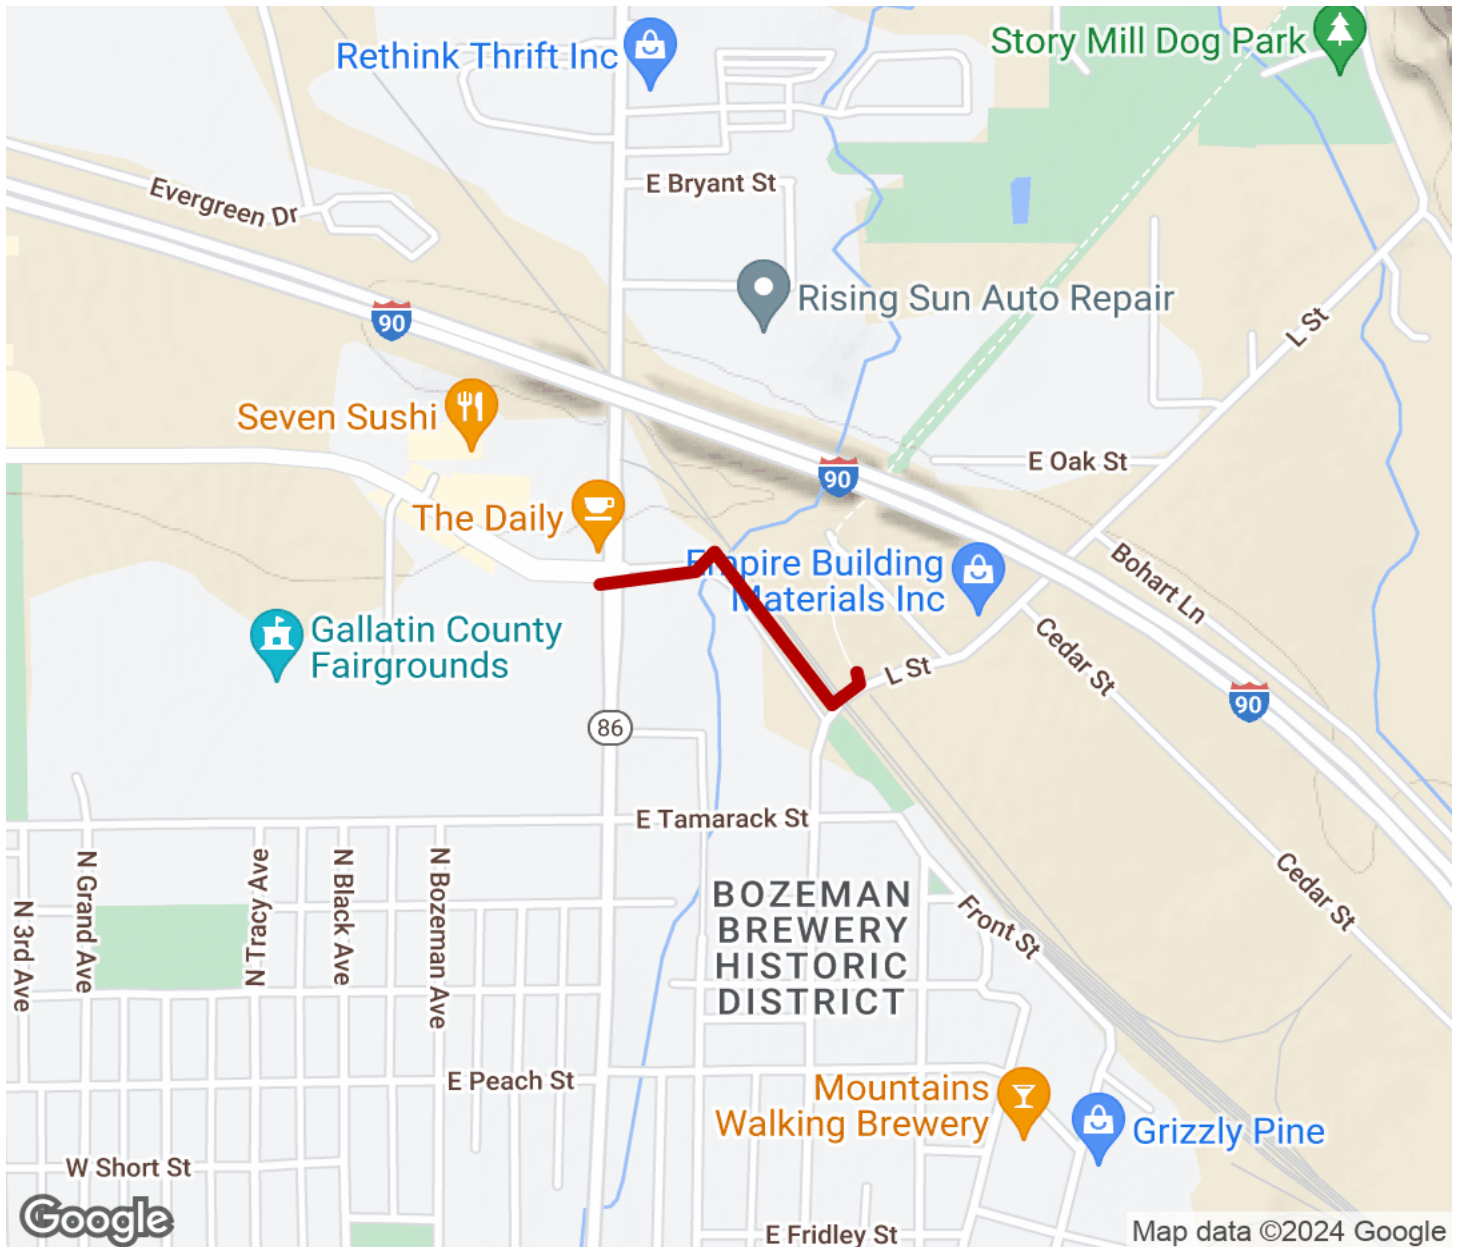 Rethink Thrift Inc
Story Mill Dog Park
E Bryant St
Evergreen Dr
Rising Sun Auto Repair
90
L St
Seven Sushi
90
E Oak St
The Daily
Empire Building
Materials Inc
Bohart Ln
Gallatin County
Fairgrounds
Cedar St
L St
90
86
E Tamarack St
N Grand Ave
N Tracy Ave
N Black Ave
N Bozeman Ave
N 3rd Ave
BOZEMAN
BREWERY
HISTORIC
DISTRICT
Cedar St
Front St
E Peach St
Mountains
Walking Brewery
Grizzly Pine
W Short St
Google
E Fridley St
Map data ©2024 Google